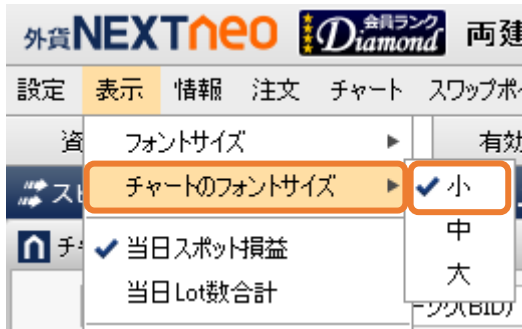 外貨NEXTneo 会員ランク Diamond 両建
設定 表示 情報 注文 チャート スワップポ
資 フォントサイズ 有効
チャートのフォントサイズ 小
チ 当日スポット損益 中
当日Lot数合計 大
(BID)